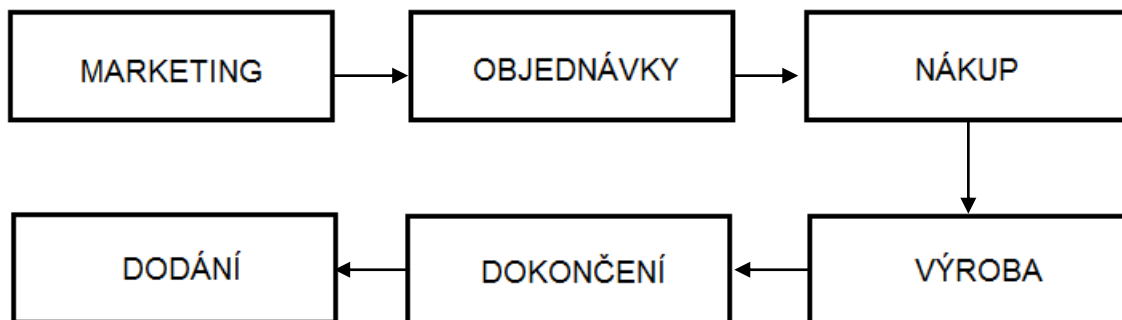 MARKETING
OBJEDNÁVKY
NÁKUP
VÝROBA
DOKONČENÍ
DODÁNÍ